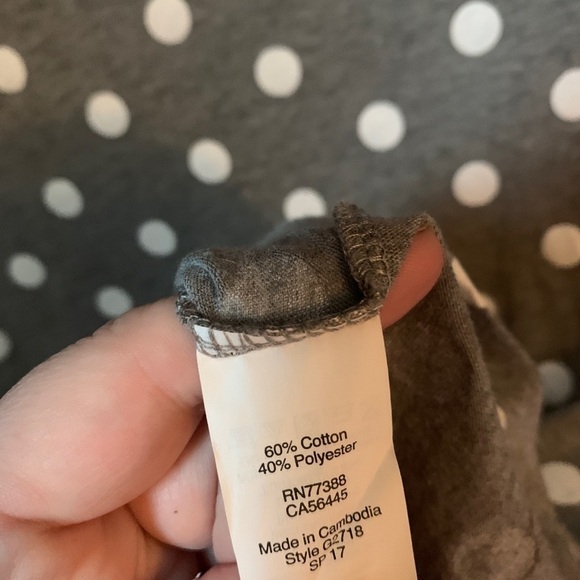 60% Cotton
40% Polyester
RN77388
CA56445
Made in Cambodia
Style G2718
SP 17